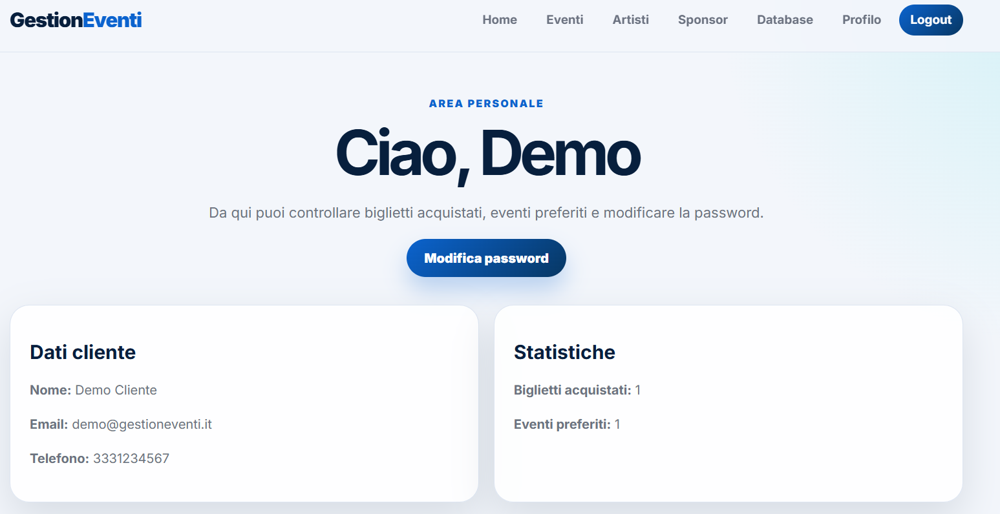 GestionEventi
Home Eventi Artisti Sponsor Database Profilo Logout
AREA PERSONALE
Ciao, Demo
Da qui puoi controllare biglietti acquistati, eventi preferiti e modificare la password.
Modifica password
Dati cliente
Nome: Demo Cliente
Email: demo@gestioneventi.it
Telefono: 3331234567
Statistiche
Biglietti acquistati: 1
Eventi preferiti: 1